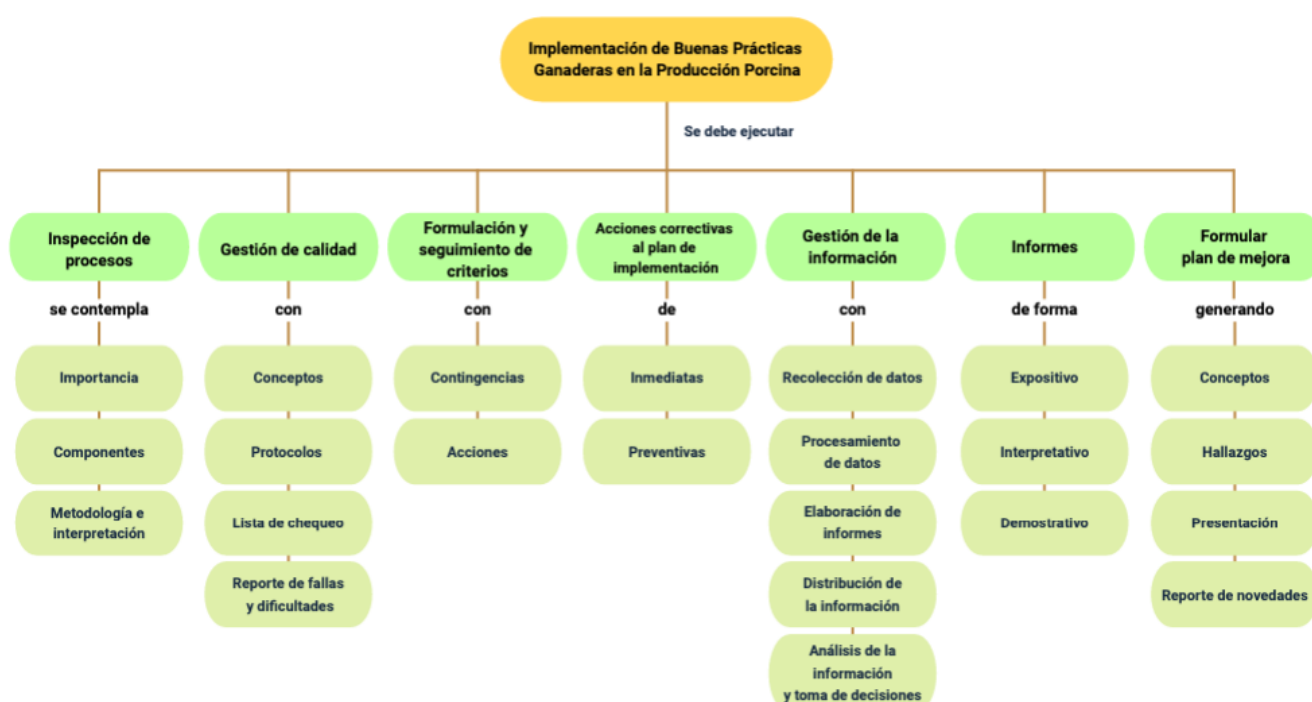 Implementación de Buenas Prácticas
Ganaderas en la Producción Porcina
Se debe ejecutar
Inspección de
procesos
se contempla
Importancia
Componentes
Metodología e
interpretación
Gestión de calidad
con
Conceptos
Protocolos
Lista de chequeo
Reporte de fallas
y dificultades
Formulación y
seguimiento de
criterios
con
Contingencias
Acciones
Acciones correctivas
al plan de
implementación
de
Inmediatas
Preventivas
Gestión de la
información
con
Recolección de datos
Procesamiento
de datos
Elaboración de
informes
Distribución de
la información
Análisis de la
información
y toma de decisiones
Informes
de forma
Expositivo
Interpretativo
Demostrativo
Formular
plan de mejora
generando
Conceptos
Hallazgos
Presentación
Reporte de novedades